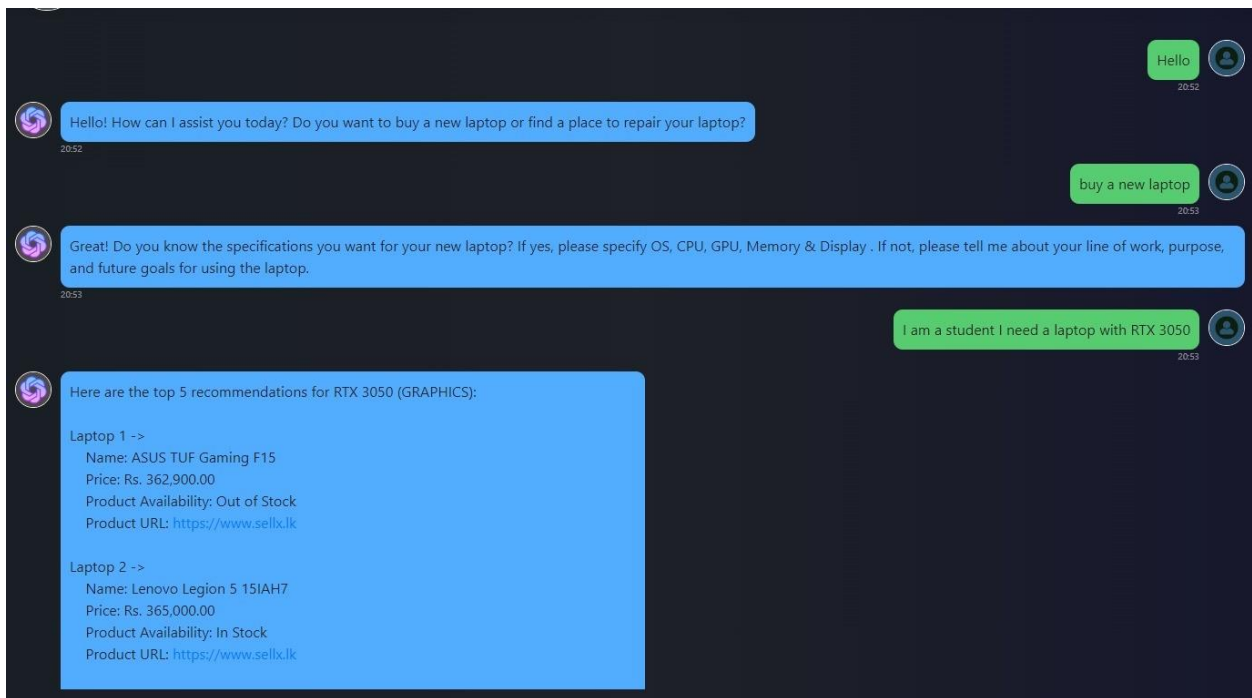 Hello
20:52
Hello! How can I assist you today? Do you want to buy a new laptop or find a place to repair your laptop?
20:52
buy a new laptop
20:53
Great! Do you know the specifications you want for your new laptop? If yes, please specify OS, CPU, GPU, Memory & Display . If not, please tell me about your line of work, purpose,
and future goals for using the laptop.
20:53
I am a student I need a laptop with RTX 3050
20:53
Here are the top 5 recommendations for RTX 3050 (GRAPHICS):
Laptop 1 ->
Name: ASUS TUF Gaming F15
Price: Rs. 362,900.00
Product Availability: Out of Stock
Product URL: https://www.sellx.lk
Laptop 2 ->
Name: Lenovo Legion 5 15IAH7
Price: Rs. 365,000.00
Product Availability: In Stock
Product URL: https://www.sellx.lk